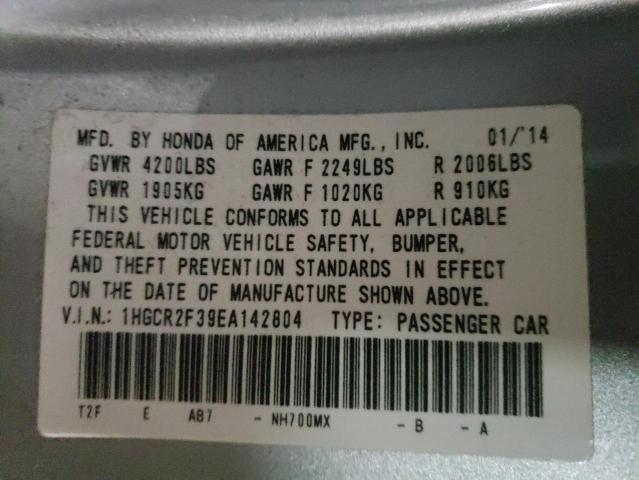 MFD. BY HONDA OF AMERICA MFG., INC. 01/'14
GVWR 4200LBS GAWR F 2249LBS R 2006LBS
GVWR 1905KG GAWR F 1020KG R 910KG
THIS VEHICLE CONFORMS TO ALL APPLICABLE
FEDERAL MOTOR VEHICLE SAFETY, BUMPER,
AND THEFT PREVENTION STANDARDS IN EFFECT
ON THE DATE OF MANUFACTURE SHOWN ABOVE.
V.I.N.: 1HGCR2F39EA142804 TYPE: PASSENGER CAR
T2F E AB7 - NH700MX - B - A